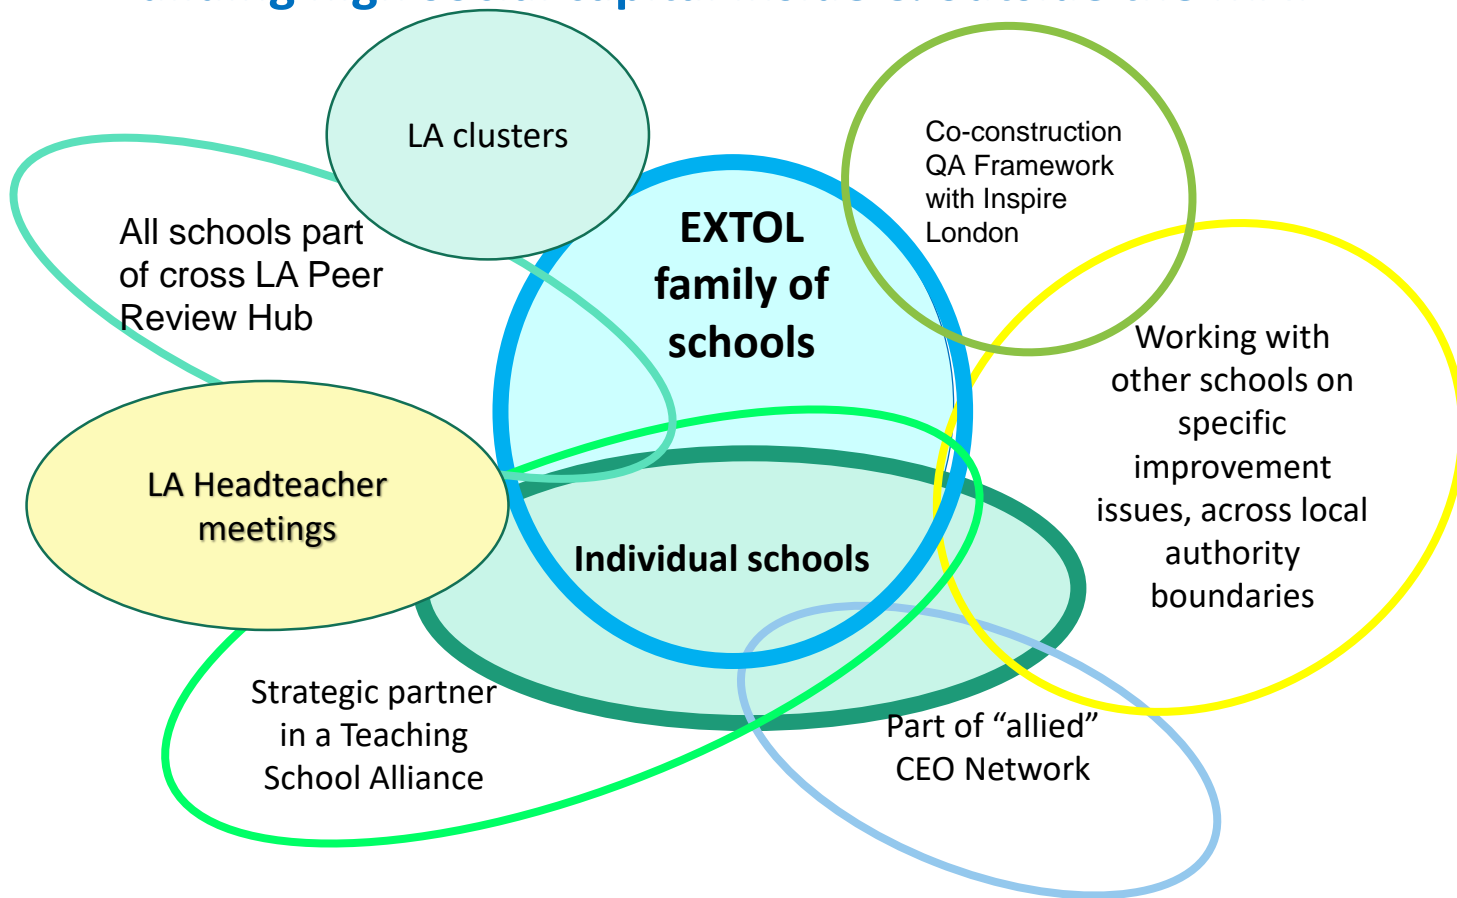 LA clusters
Co-construction
QA Framework
with Inspire
London
EXTOL
family of
schools
All schools part
of cross LA Peer
Review Hub
Working with
other schools on
specific
improvement
issues, across local
authority
boundaries
LA Headteacher
meetings
Individual schools
Strategic partner
in a Teaching
School Alliance
Part of “allied”
CEO Network